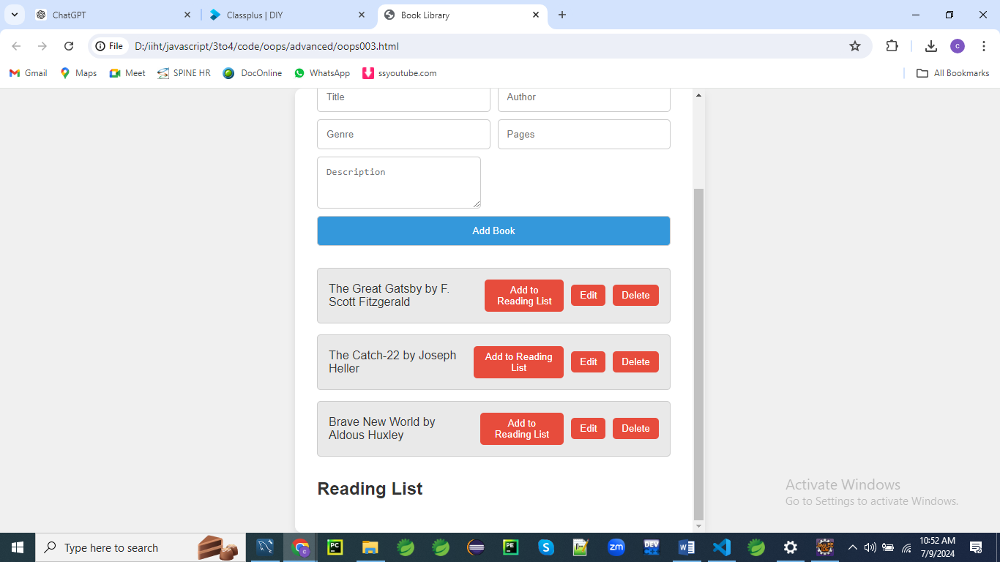 ChatGPT
Classplus | DIY
Book Library
File
D:/iiht/javascript/3to4/code/oops/advanced/oops003.html
c
Gmail
Maps
Meet
SPINE HR
DocOnline
WhatsApp
ssyoutube.com
All Bookmarks
Title
Author
Genre
Pages
Description
Add Book
The Great Gatsby by F.
Scott Fitzgerald
Add to
Reading List
Edit
Delete
The Catch-22 by Joseph
Heller
Add to Reading
List
Edit
Delete
Brave New World by
Aldous Huxley
Add to
Reading List
Edit
Delete
Reading List
Activate Windows
Go to Settings to activate Windows.
Type here to search
PC
PE
zm
DEV
10:52 AM
7/9/2024